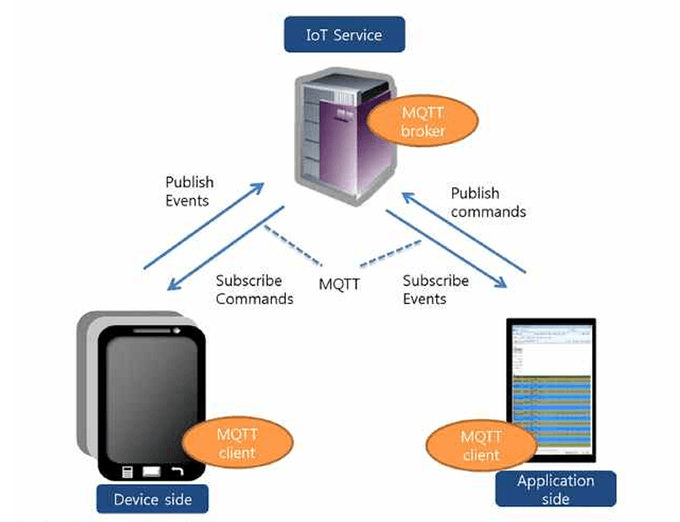 IoT Service
MQTT
broker
Publish
Events
Publish
commands
Subscribe
Commands
MQTT
Subscribe
Events
MQTT
client
MQTT
client
Device side
Application
side